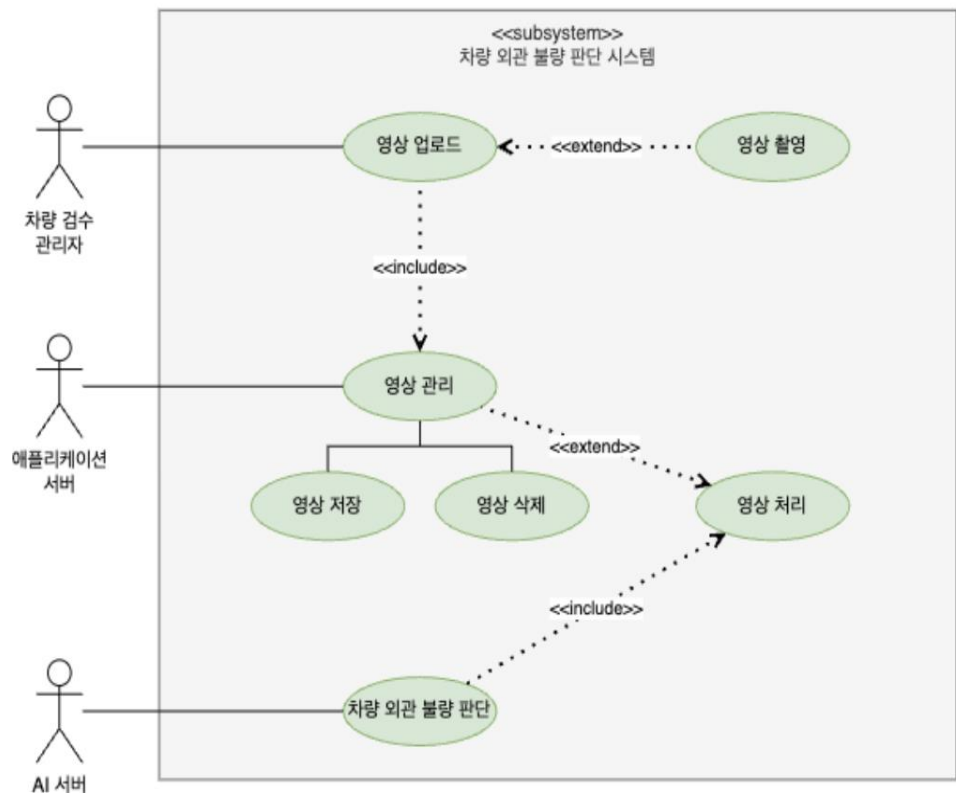 <<subsystem>>
차량 외관 불량 판단 시스템
영상 업로드
<<extend>>
영상 촬영
차량 검수
관리자
<<include>>
영상 관리
애플리케이션
서버
<<extend>>
영상 저장
영상 삭제
영상 처리
<<include>>
차량 외관 불량 판단
AI 서버